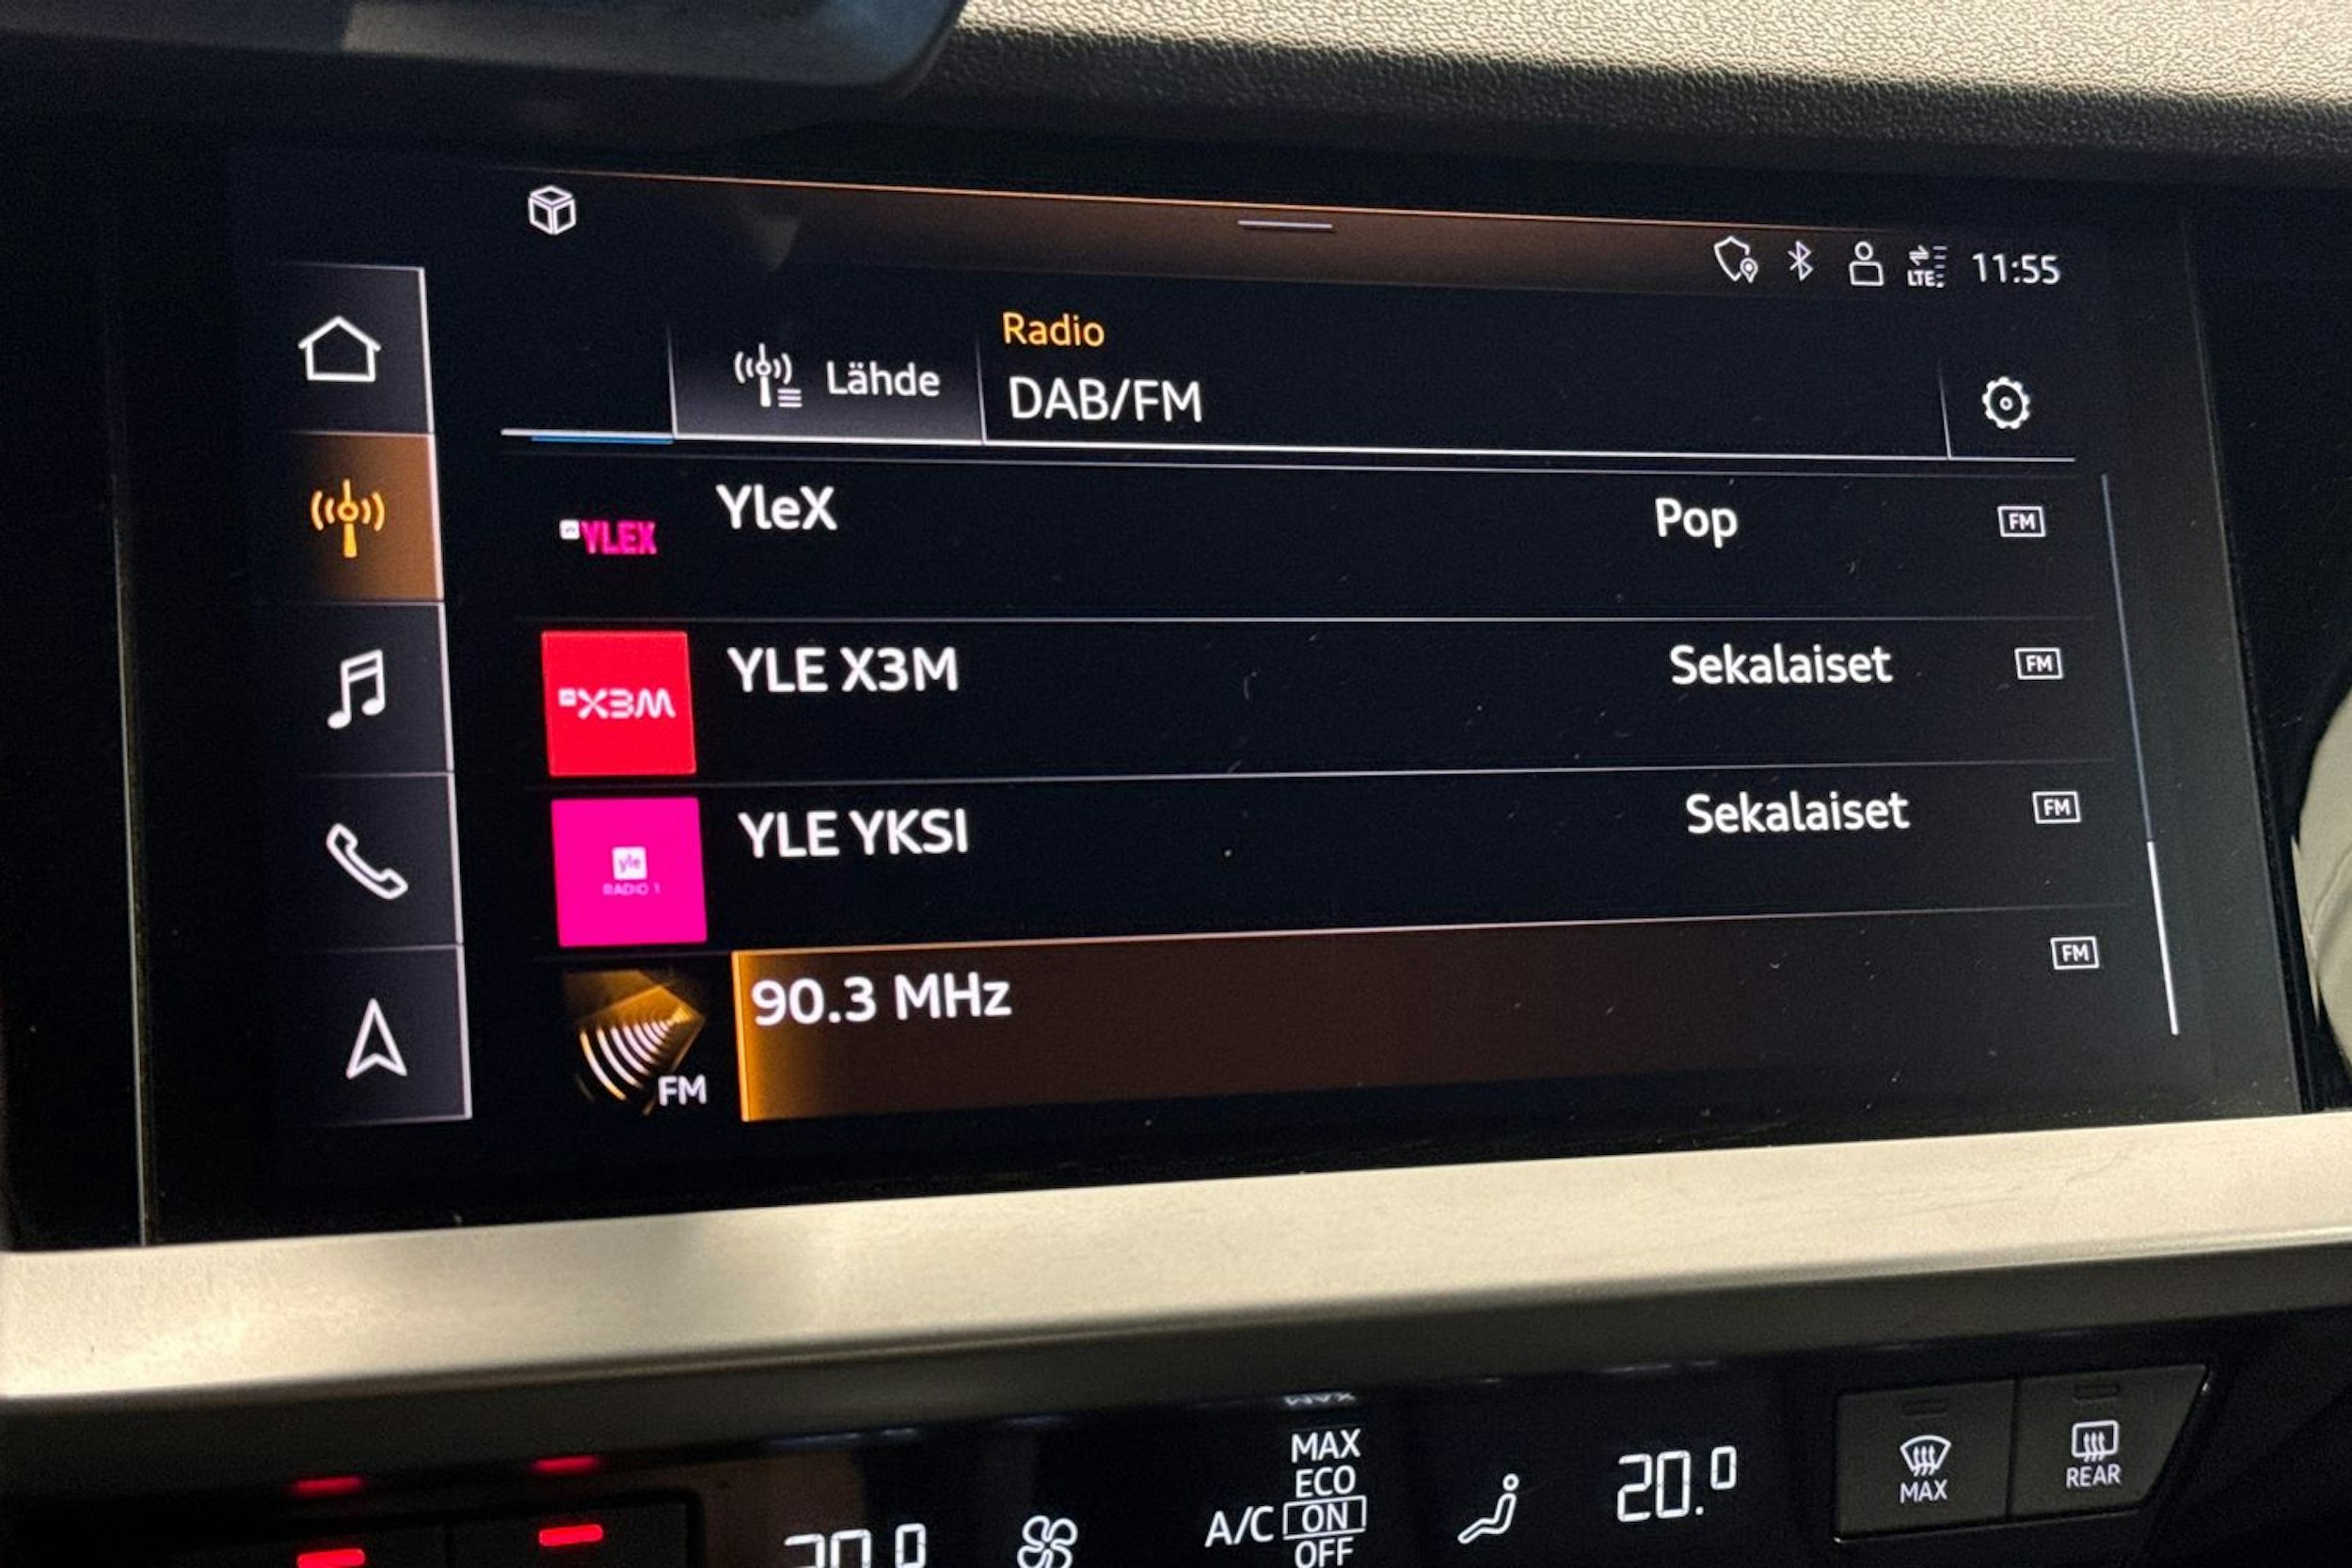 LTE 11:55
Radio
Lähde DAB/FM
YLEX YleX Pop FM
X3M YLE X3M Sekalaiset FM
YLE YKSI Sekalaiset FM
yle
RADIO 1
90.3 MHz FM
FM
MAX
ECO
A/C ON
OFF
20.0
MAX
REAR